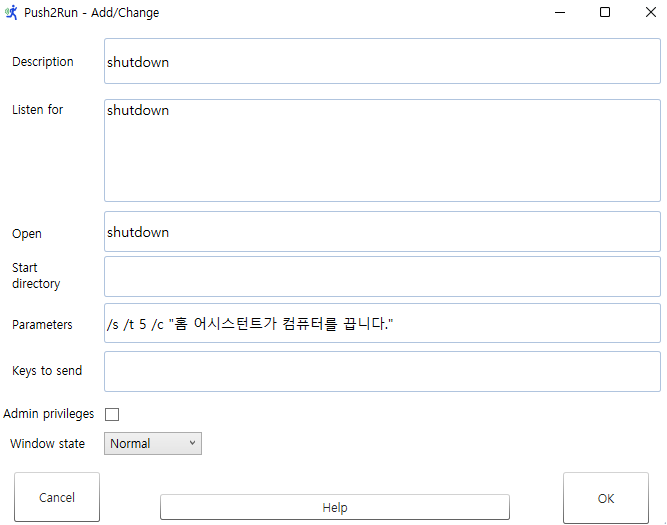 Push2Run - Add/Change
Description
shutdown
Listen for
shutdown
Open
shutdown
Start
directory
Parameters
/s /t 5 /c "홈 어시스턴트가 컴퓨터를 끕니다."
Keys to send
Admin privileges
Window state
Normal
Cancel
Help
OK